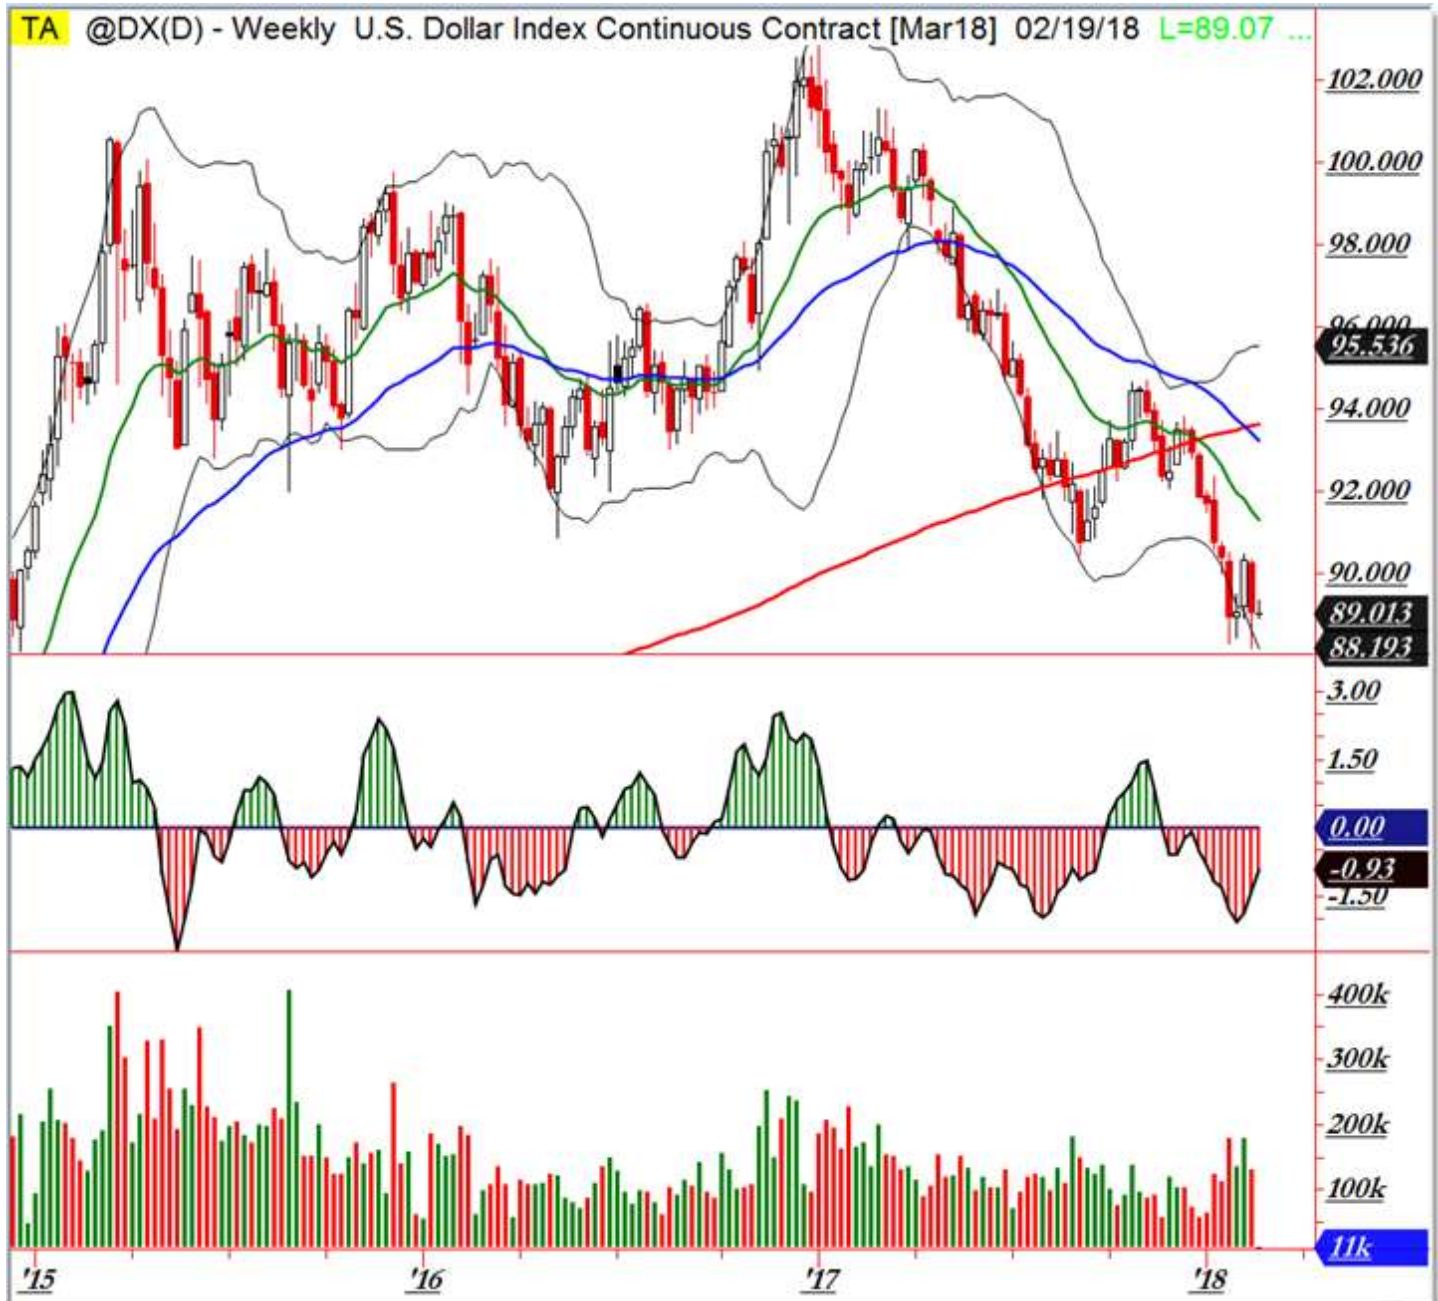 TA @DX(D) - Weekly U.S. Dollar Index Continuous Contract [Mar18] 02/19/18 L=89.07 ...
102.000
100.000
98.000
96.000
95.536
94.000
92.000
90.000
89.013
88.193
3.00
1.50
0.00
-0.93
-1.50
400k
300k
200k
100k
11k
'15 '16 '17 '18